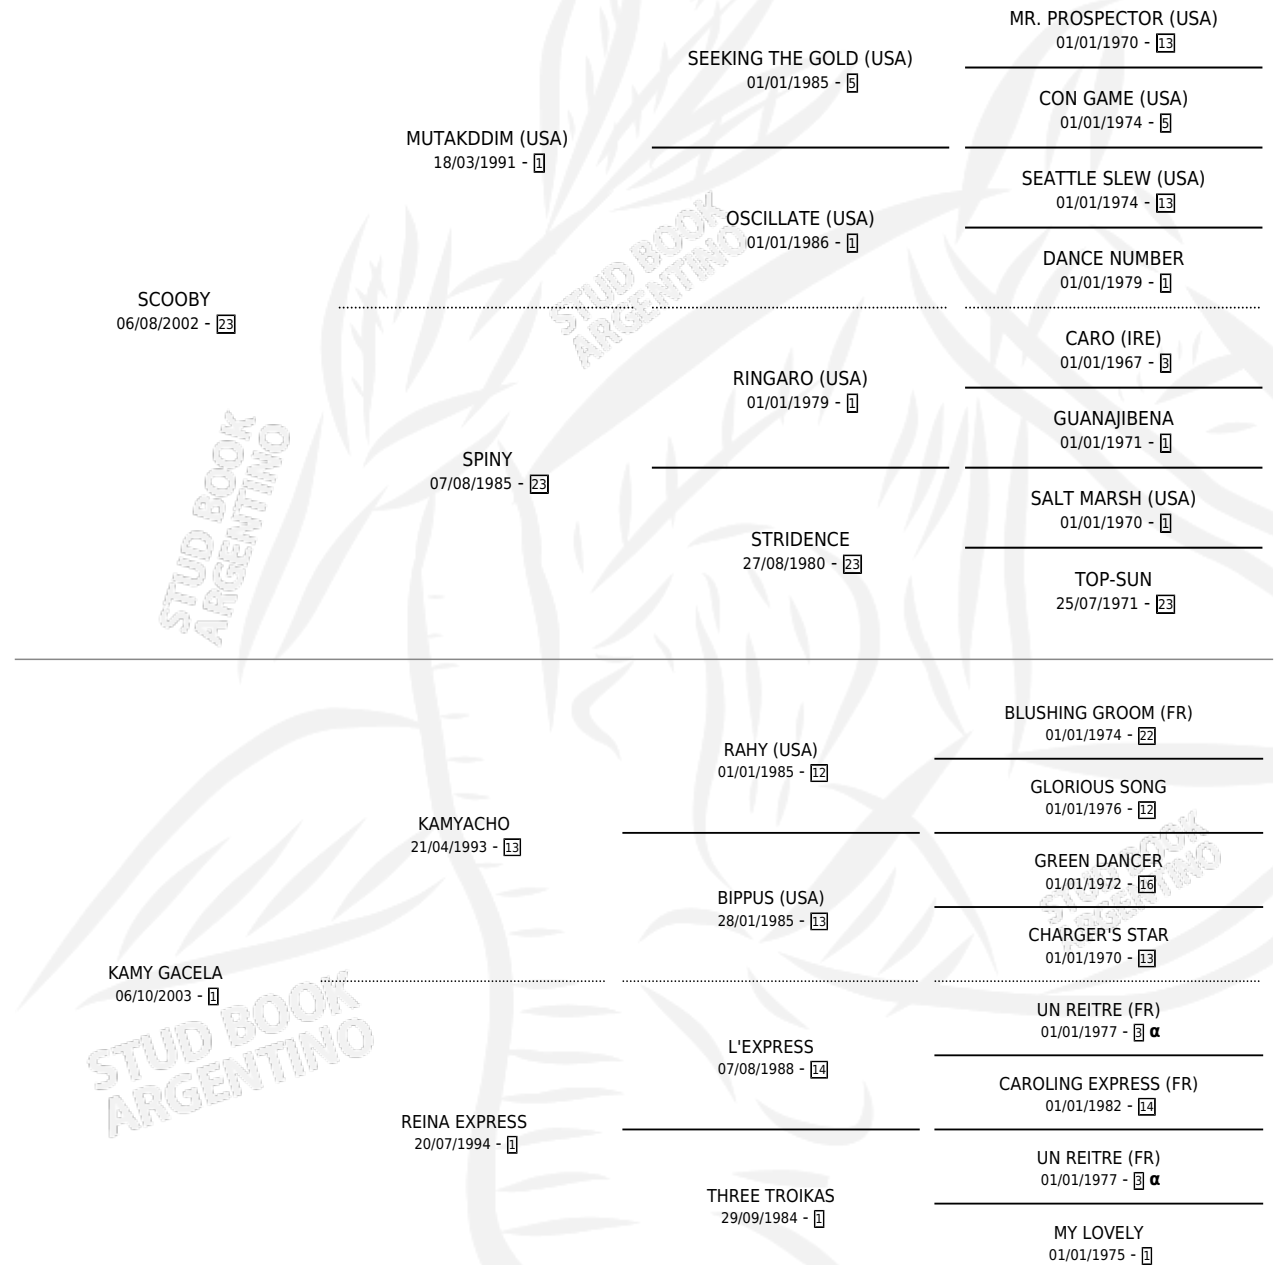 MR. PROSPECTOR (USA)
01/01/1970 - 13
SEEKING THE GOLD (USA)
01/01/1985 - 5
CON GAME (USA)
01/01/1974 - 5
MUTAKDDIM (USA)
18/03/1991 - 1
SEATTLE SLEW (USA)
01/01/1974 - 13
OSCILLATE (USA)
01/01/1986 - 1
DANCE NUMBER
01/01/1979 - 1
SCOOBY
06/08/2002 - 23
CARO (IRE)
01/01/1967 - 3
RINGARO (USA)
01/01/1979 - 1
GUANAJIBENA
01/01/1971 - 1
SPINY
07/08/1985 - 23
SALT MARSH (USA)
01/01/1970 - 1
STRIDENCE
27/08/1980 - 23
TOP-SUN
25/07/1971 - 23
BLUSHING GROOM (FR)
01/01/1974 - 22
RAHY (USA)
01/01/1985 - 12
GLORIOUS SONG
01/01/1976 - 12
KAMYACHO
21/04/1993 - 13
GREEN DANCER
01/01/1972 - 16
BIPPUS (USA)
28/01/1985 - 13
CHARGER'S STAR
01/01/1970 - 13
KAMY GACELA
06/10/2003 - 1
UN REITRE (FR)
01/01/1977 - 3 α
L'EXPRESS
07/08/1988 - 14
CAROLING EXPRESS (FR)
01/01/1982 - 14
REINA EXPRESS
20/07/1994 - 1
UN REITRE (FR)
01/01/1977 - 3 α
THREE TROIKAS
29/09/1984 - 1
MY LOVELY
01/01/1975 - 1
STUD BOOK
ARGENTINO
STUD BOOK
ARGENTINO
STUD BOOK
ARGENTINO
STUD BOOK
ARGENTINO